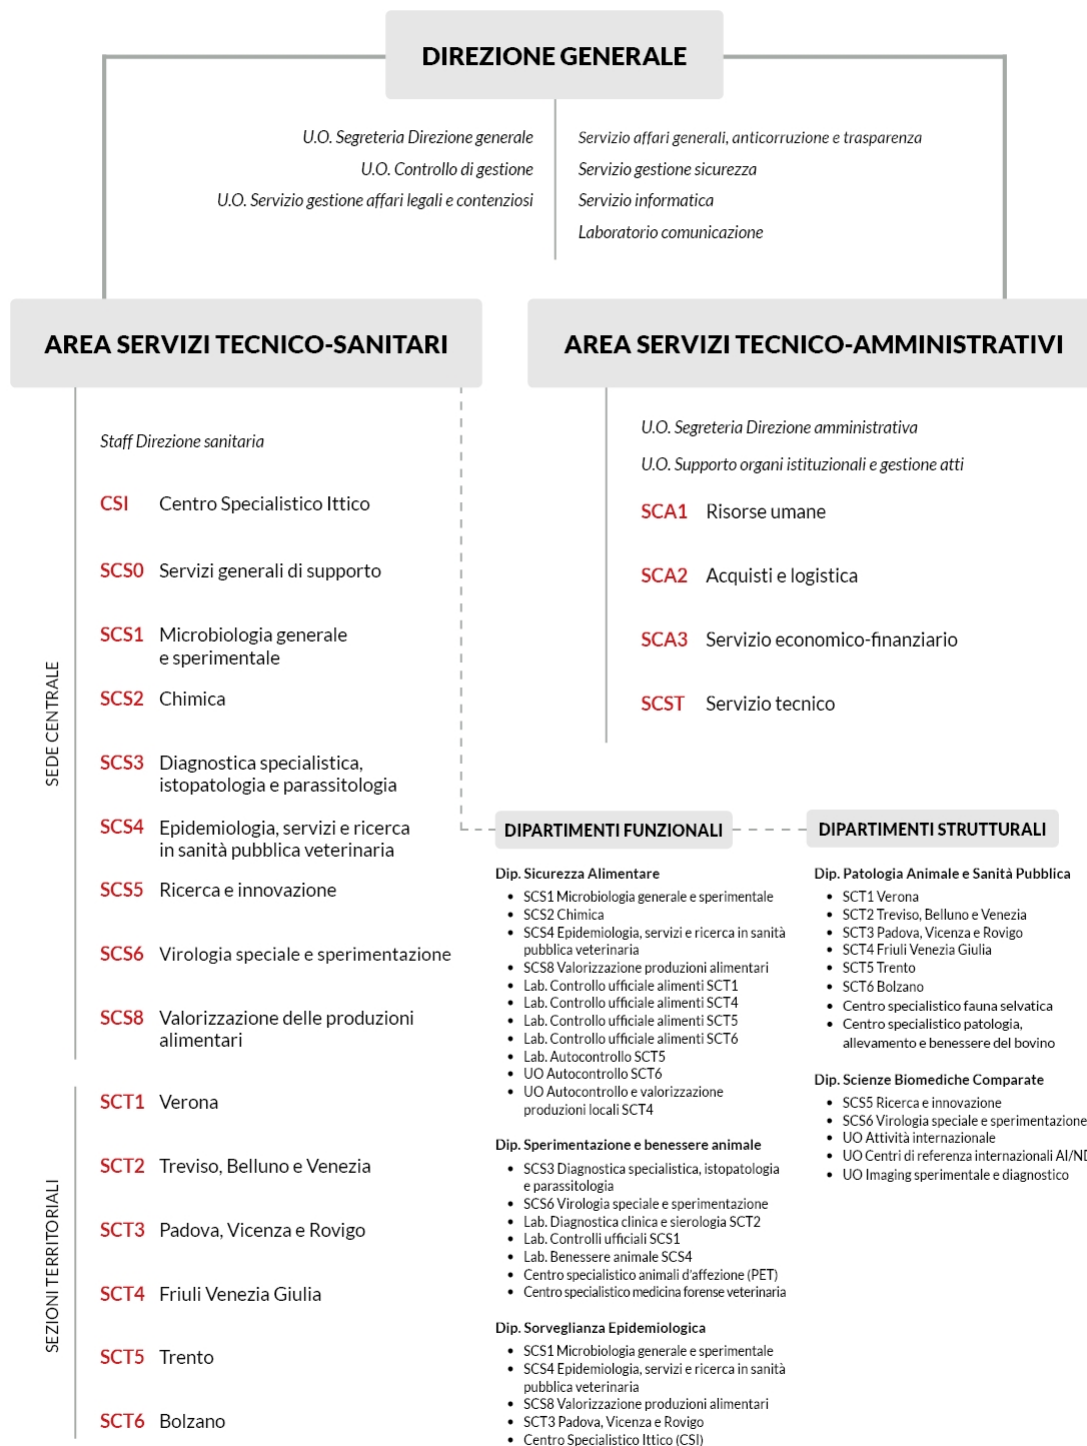 DIREZIONE GENERALE
U.O. Segreteria Direzione generale
U.O. Controllo di gestione
U.O. Servizio gestione affari legali e contenziosi
Servizio affari generali, anticorruzione e trasparenza
Servizio gestione sicurezza
Servizio informatica
Laboratorio comunicazione
AREA SERVIZI TECNICO-SANITARI
Staff Direzione sanitaria
SEDE CENTRALE
CSI Centro Specialistico Ittico
SCS0 Servizi generali di supporto
SCS1 Microbiologia generale
e sperimentale
SCS2 Chimica
SCS3 Diagnostica specialistica,
istopatologia e parassitologia
SCS4 Epidemiologia, servizi e ricerca
in sanità pubblica veterinaria
SCS5 Ricerca e innovazione
SCS6 Virologia speciale e sperimentazione
SCS8 Valorizzazione delle produzioni
alimentari
SEZIONI TERRITORIALI
SCT1 Verona
SCT2 Treviso, Belluno e Venezia
SCT3 Padova, Vicenza e Rovigo
SCT4 Friuli Venezia Giulia
SCT5 Trento
SCT6 Bolzano
AREA SERVIZI TECNICO-AMMINISTRATIVI
U.O. Segreteria Direzione amministrativa
U.O. Supporto organi istituzionali e gestione atti
SCA1 Risorse umane
SCA2 Acquisti e logistica
SCA3 Servizio economico-finanziario
SCST Servizio tecnico
DIPARTIMENTI FUNZIONALI
Dip. Sicurezza Alimentare
• SCS1 Microbiologia generale e sperimentale
• SCS2 Chimica
• SCS4 Epidemiologia, servizi e ricerca in sanità
pubblica veterinaria
• SCS8 Valorizzazione produzioni alimentari
• Lab. Controllo ufficiale alimenti SCT1
• Lab. Controllo ufficiale alimenti SCT4
• Lab. Controllo ufficiale alimenti SCT5
• Lab. Controllo ufficiale alimenti SCT6
• Lab. Autocontrollo SCT5
• UO Autocontrollo SCT6
• UO Autocontrollo e valorizzazione
produzioni locali SCT4
Dip. Sperimentazione e benessere animale
• SCS3 Diagnostica specialistica, istopatologia
e parassitologia
• SCS6 Virologia speciale e sperimentazione
• Lab. Diagnostica clinica e sierologia SCT2
• Lab. Controlli ufficiali SCS1
• Lab. Benessere animale SCS4
• Centro specialistico animali d'affezione (PET)
• Centro specialistico medicina forense veterinaria
Dip. Sorveglianza Epidemiologica
• SCS1 Microbiologia generale e sperimentale
• SCS4 Epidemiologia, servizi e ricerca in sanità
pubblica veterinaria
• SCS8 Valorizzazione produzioni alimentari
• SCT3 Padova, Vicenza e Rovigo
• Centro Specialistico Ittico (CSI)
DIPARTIMENTI STRUTTURALI
Dip. Patologia Animale e Sanità Pubblica
• SCT1 Verona
• SCT2 Treviso, Belluno e Venezia
• SCT3 Padova, Vicenza e Rovigo
• SCT4 Friuli Venezia Giulia
• SCT5 Trento
• SCT6 Bolzano
• Centro specialistico fauna selvatica
• Centro specialistico patologia,
allevamento e benessere del bovino
Dip. Scienze Biomediche Comparate
• SCS5 Ricerca e innovazione
• SCS6 Virologia speciale e sperimentazione
• UO Attività internazionale
• UO Centri di referenza internazionali AI/ND
• UO Imaging sperimentale e diagnostico